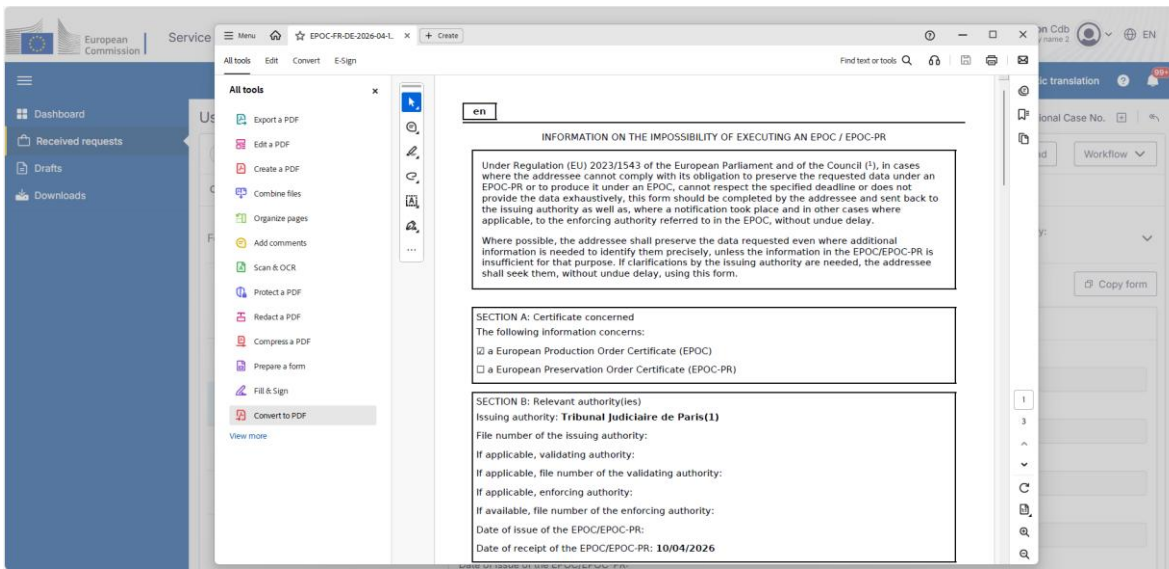 European
Commission
Service
Menu
EPOC-FR-DE-2026-04-1...
Create
on Cdb
y name 2
EN
All tools
Edit
Convert
E-Sign
Find text or tools
ic translation
99+
Dashboard
Received requests
Drafts
Downloads
Us
ional Case No.
Workflow
Copy form
All tools
Export a PDF
Edit a PDF
Create a PDF
Combine files
Organize pages
Add comments
Scan & OCR
Protect a PDF
Redact a PDF
Compress a PDF
Prepare a form
Fill & Sign
Convert to PDF
View more
en
INFORMATION ON THE IMPOSSIBILITY OF EXECUTING AN EPOC / EPOC-PR
Under Regulation (EU) 2023/1543 of the European Parliament and of the Council (¹), in cases
where the addressee cannot comply with its obligation to preserve the requested data under an
EPOC-PR or to produce it under an EPOC, cannot respect the specified deadline or does not
provide the data exhaustively, this form should be completed by the addressee and sent back to
the issuing authority as well as, where a notification took place and in other cases where
applicable, to the enforcing authority referred to in the EPOC, without undue delay.
Where possible, the addressee shall preserve the data requested even where additional
information is needed to identify them precisely, unless the information in the EPOC/EPOC-PR is
insufficient for that purpose. If clarifications by the issuing authority are needed, the addressee
shall seek them, without undue delay, using this form.
SECTION A: Certificate concerned
The following information concerns:
☑ a European Production Order Certificate (EPOC)
☐ a European Preservation Order Certificate (EPOC-PR)
SECTION B: Relevant authority(ies)
Issuing authority: Tribunal Judiciaire de Paris(1)
File number of the issuing authority:
If applicable, validating authority:
If applicable, file number of the validating authority:
If applicable, enforcing authority:
If available, file number of the enforcing authority:
Date of issue of the EPOC/EPOC-PR:
Date of receipt of the EPOC/EPOC-PR: 10/04/2026
1
3